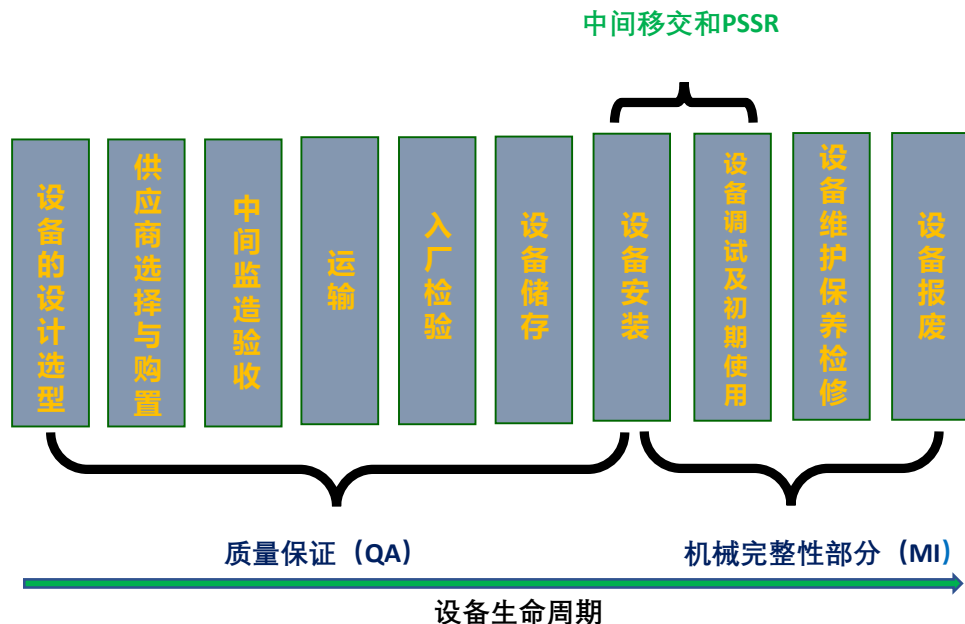 中间移交和PSSR
设备的设计选型
供应商选择与购置
中间监造验收
运输
入厂检验
设备储存
设备安装
设备调试及初期使用
设备维护保养检修
设备报废
质量保证（QA）
机械完整性部分（MI）
设备生命周期